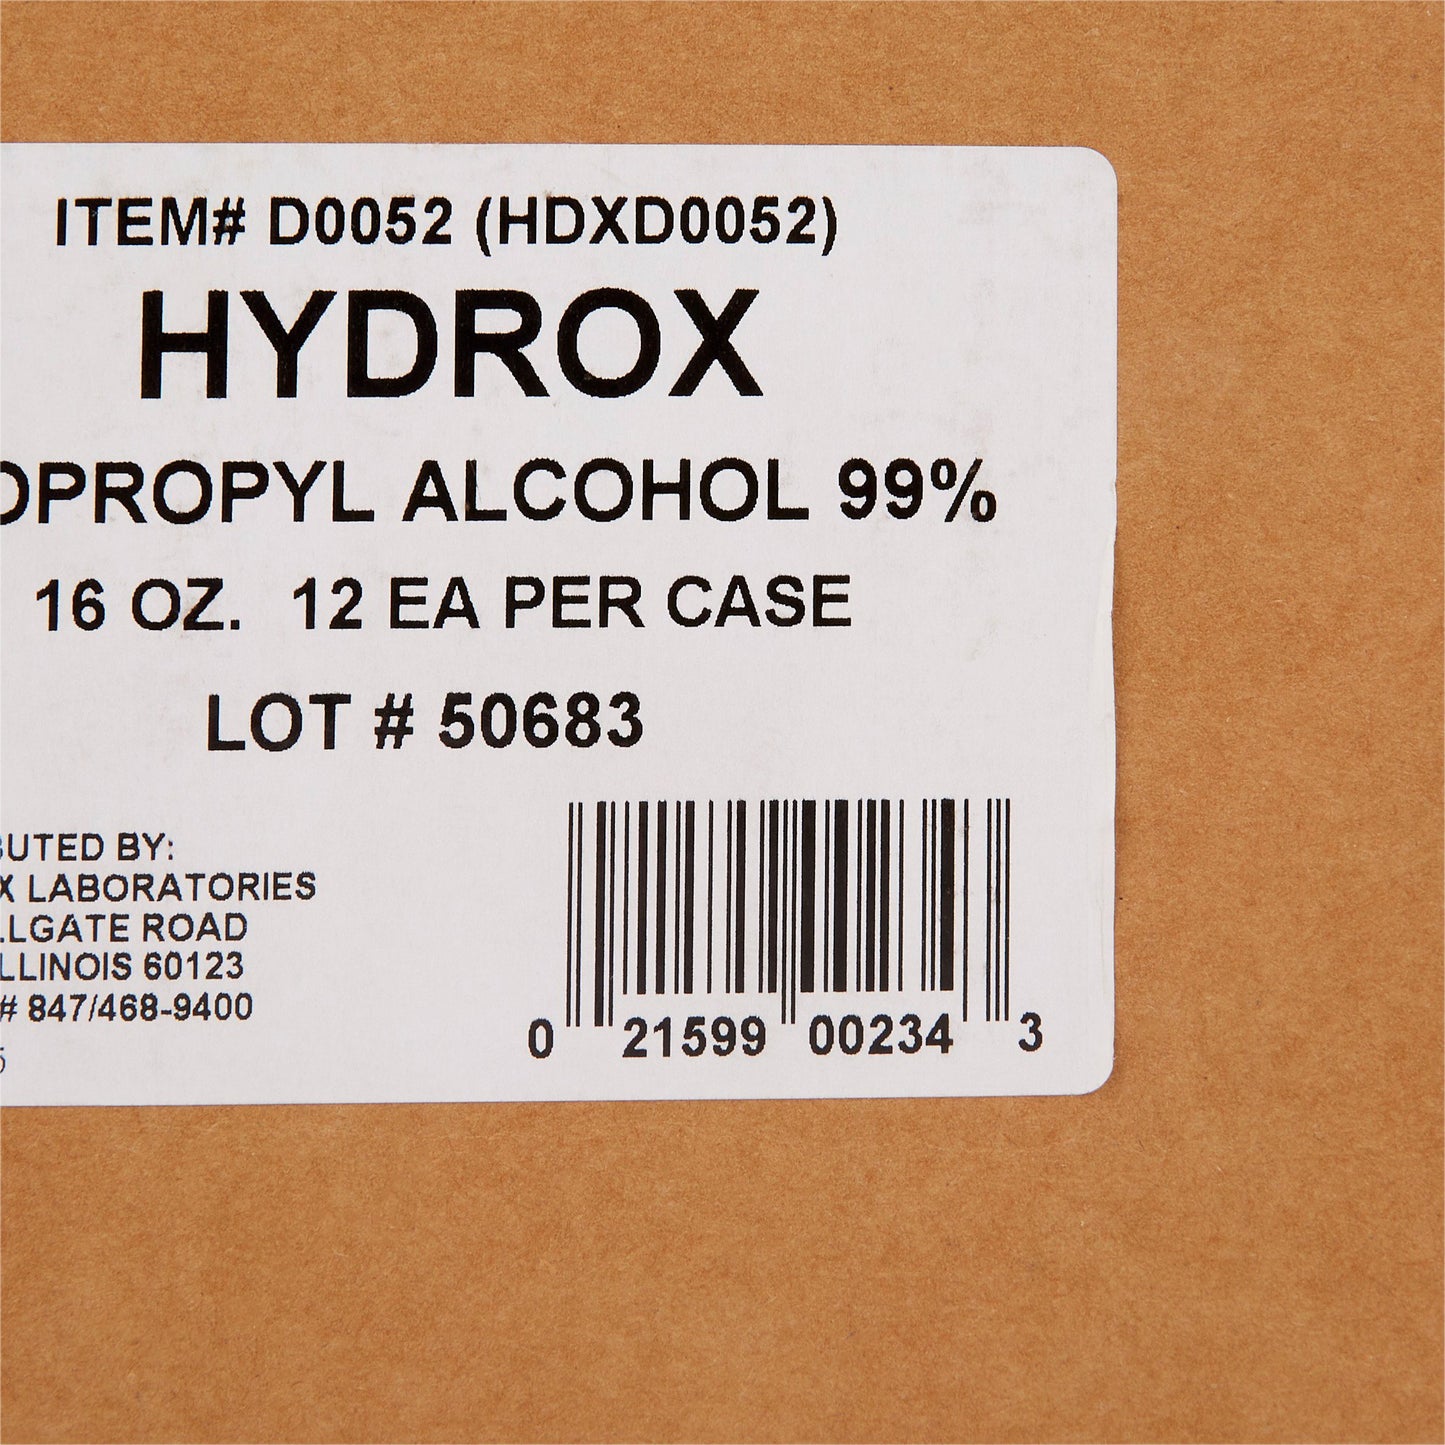 ITEM# D0052 (HDXD0052)
HYDROX
OPROPYL ALCOHOL 99%
16 OZ. 12 EA PER CASE
LOT # 50683
BUTED BY:
X LABORATORIES
LLGATE ROAD
ILLINOIS 60123
# 847/468-9400
0 21599 00234 3